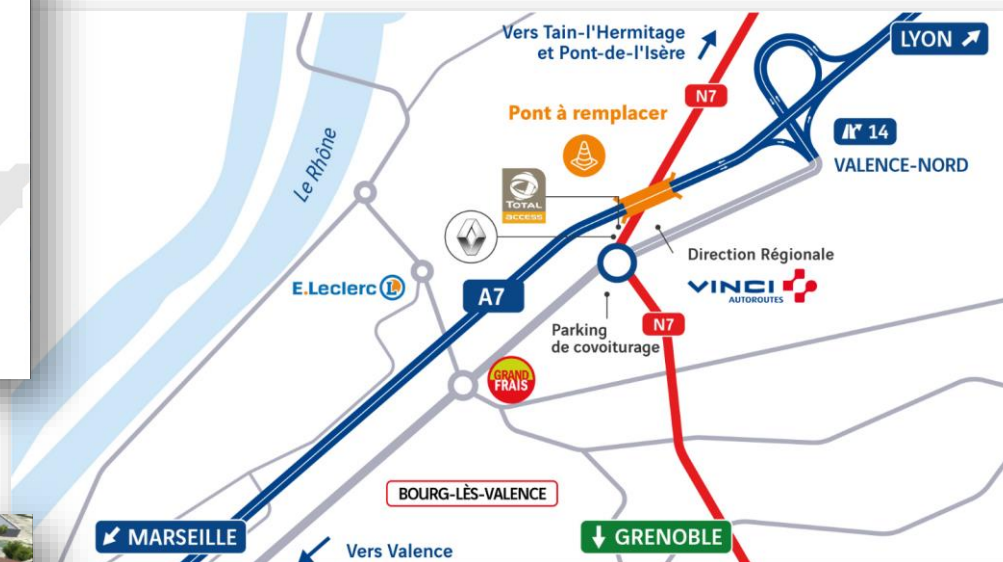 Vers Tain-l'Hermitage
et Pont-de-l'Isère
LYON
N7
Pont à remplacer
14
VALENCE-NORD
Le Rhône
TOTAL
access
Direction Régionale
VINCI
AUTOROUTES
E.Leclerc L
A7
Parking
de covoiturage
N7
GRAND
FRAIS
BOURG-LÈS-VALENCE
MARSEILLE
GRENOBLE
Vers Valence